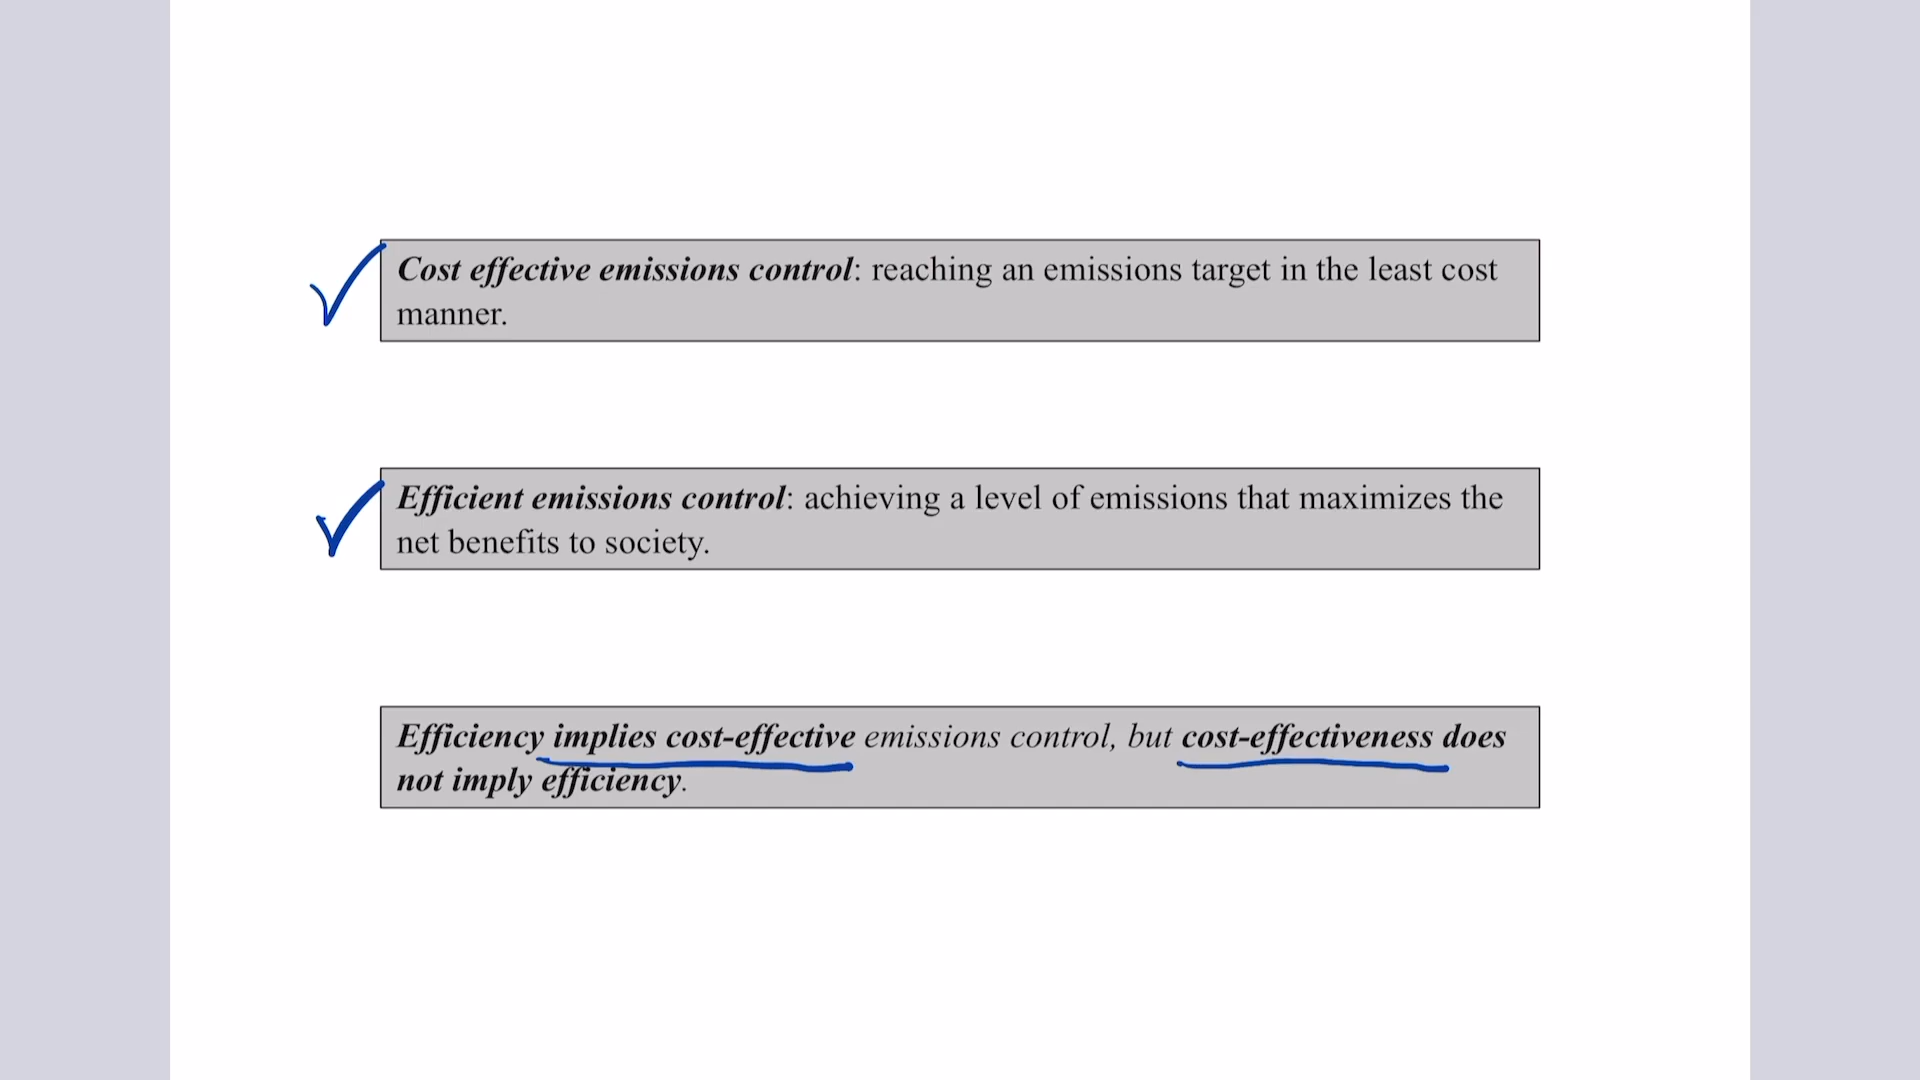 Cost effective emissions control: reaching an emissions target in the least cost
manner.
Efficient emissions control: achieving a level of emissions that maximizes the
net benefits to society.
Efficiency implies cost-effective emissions control, but cost-effectiveness does
not imply efficiency.